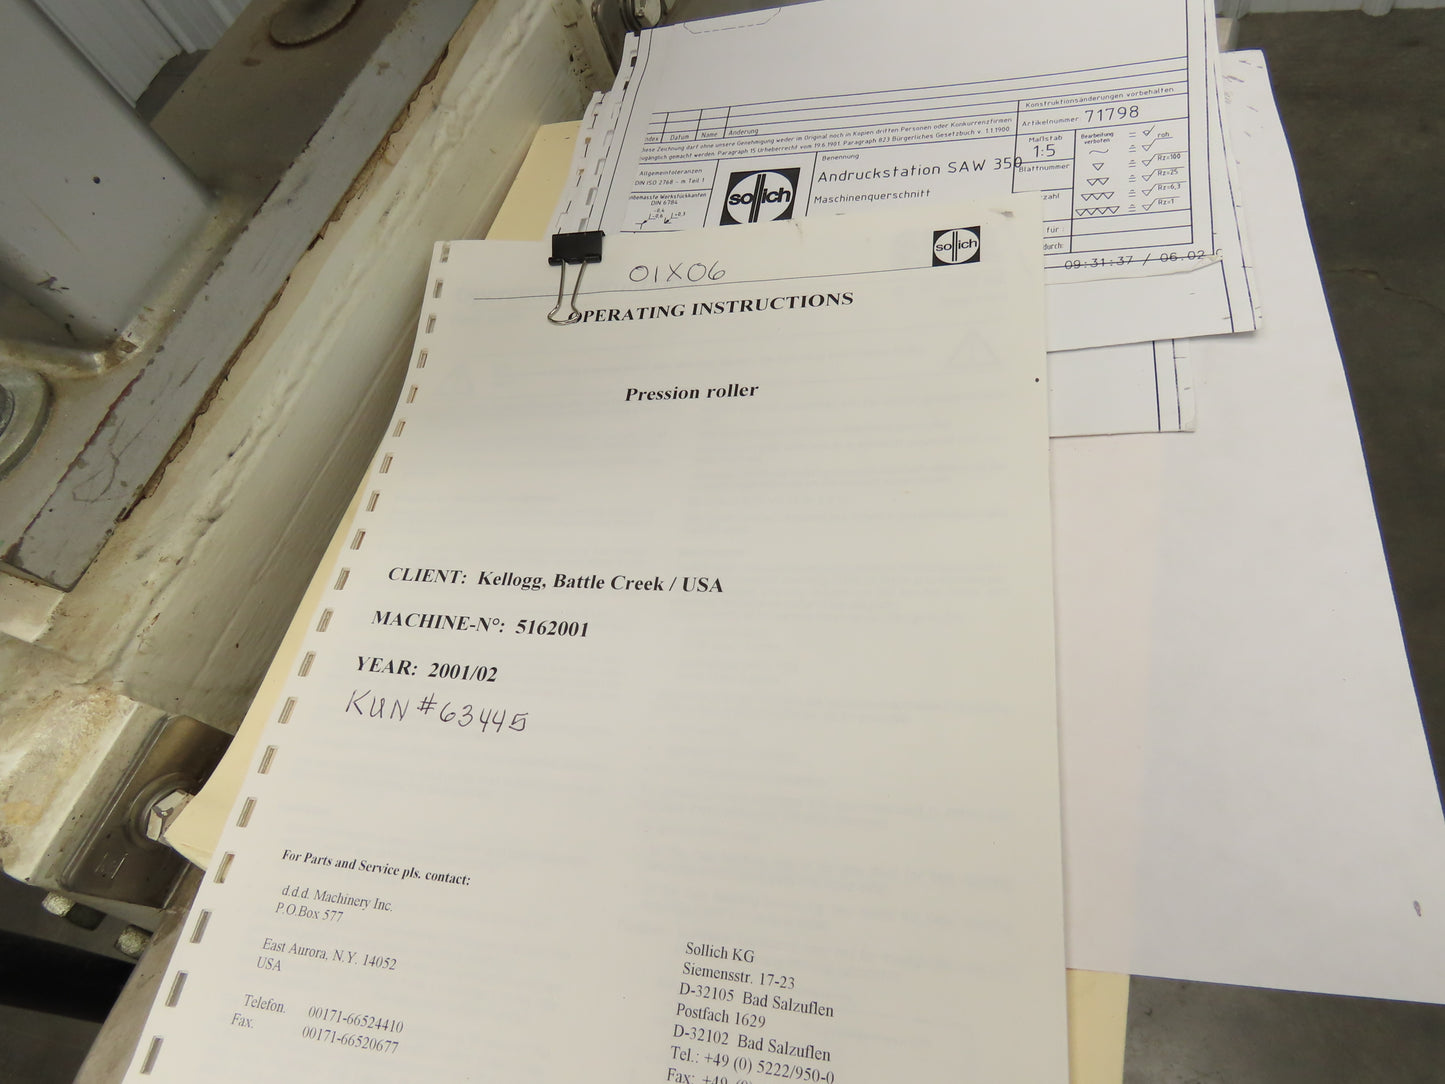 Konstruktionsänderungen vorbehalten
Artikelnummer 71798
Index Datum Name Änderung
Diese Zeichnung darf ohne unsere Genehmigung weder im Original noch in Kopien dritten Personen oder Konkurrenzfirmen
zugänglich gemacht werden. Paragraph 15 Urheberrecht vom 19.6.1901. Paragraph 823 Bürgerliches Gesetzbuch v. 1.1.1900
Maßstab
1:5
Blattnummer
Bearbeitung
verboten
roh
Rz=100
Rz=25
Rz=6,3
Rz=1
Allgemeintoleranzen
DIN ISO 2768 - m Teil 1
unbemasste Werkstückkanten
DIN 6784
sollich
Benennung
Andruckstation SAW 350
Maschinenquerschnitt
zahl
für :
durch:
09:31:37 / 06.02
01X06
sollich
OPERATING INSTRUCTIONS
Pression roller
CLIENT: Kellogg, Battle Creek / USA
MACHINE-N°: 5162001
YEAR: 2001/02
KUN #63445
For Parts and Service pls. contact:
d.d.d. Machinery Inc.
P.O.Box 577
East Aurora, N.Y. 14052
USA
Telefon. 00171-66524410
Fax. 00171-66520677
Sollich KG
Siemensstr. 17-23
D-32105 Bad Salzuflen
Postfach 1629
D-32102 Bad Salzuflen
Tel.: +49 (0) 5222/950-0
Fax: +49